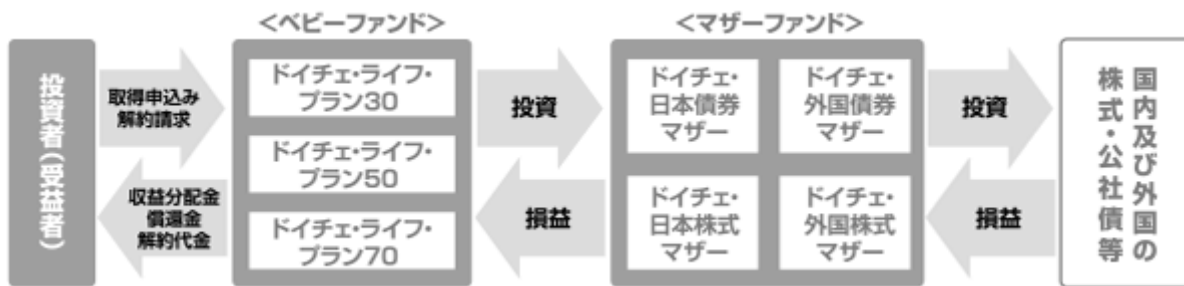 ＜ベビーファンド＞
＜マザーファンド＞
投資者（受益者）
取得申込み
解約請求
収益分配金
償還金
解約代金
ドイチェ・ライフ・
プラン30
ドイチェ・ライフ・
プラン50
ドイチェ・ライフ・
プラン70
投資
損益
ドイチェ・
日本債券
マザー
ドイチェ・
外国債券
マザー
ドイチェ・
日本株式
マザー
ドイチェ・
外国株式
マザー
投資
損益
国内及び外国の
株式・公社債等